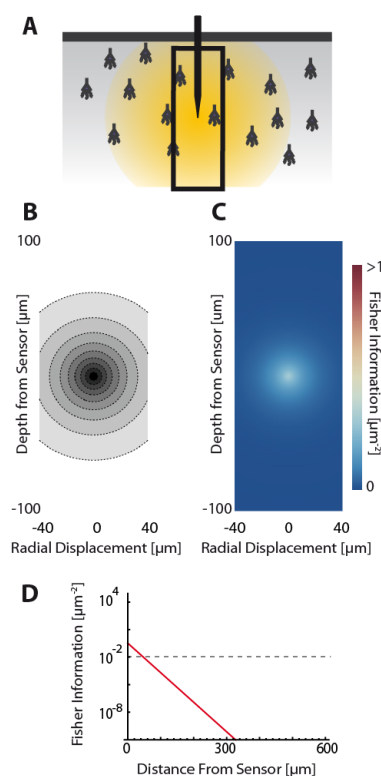 A
B
C
100
100
Depth from Sensor [µm]
Depth from Sensor [µm]
-100
-100
-40 0 40
-40 0 40
Radial Displacement [µm]
Radial Displacement [µm]
>1
Fisher Information [µm⁻²]
0
D
Fisher Information [µm⁻²]
10⁴
10⁻²
10⁻⁸
0 300 600
Distance From Sensor [µm]